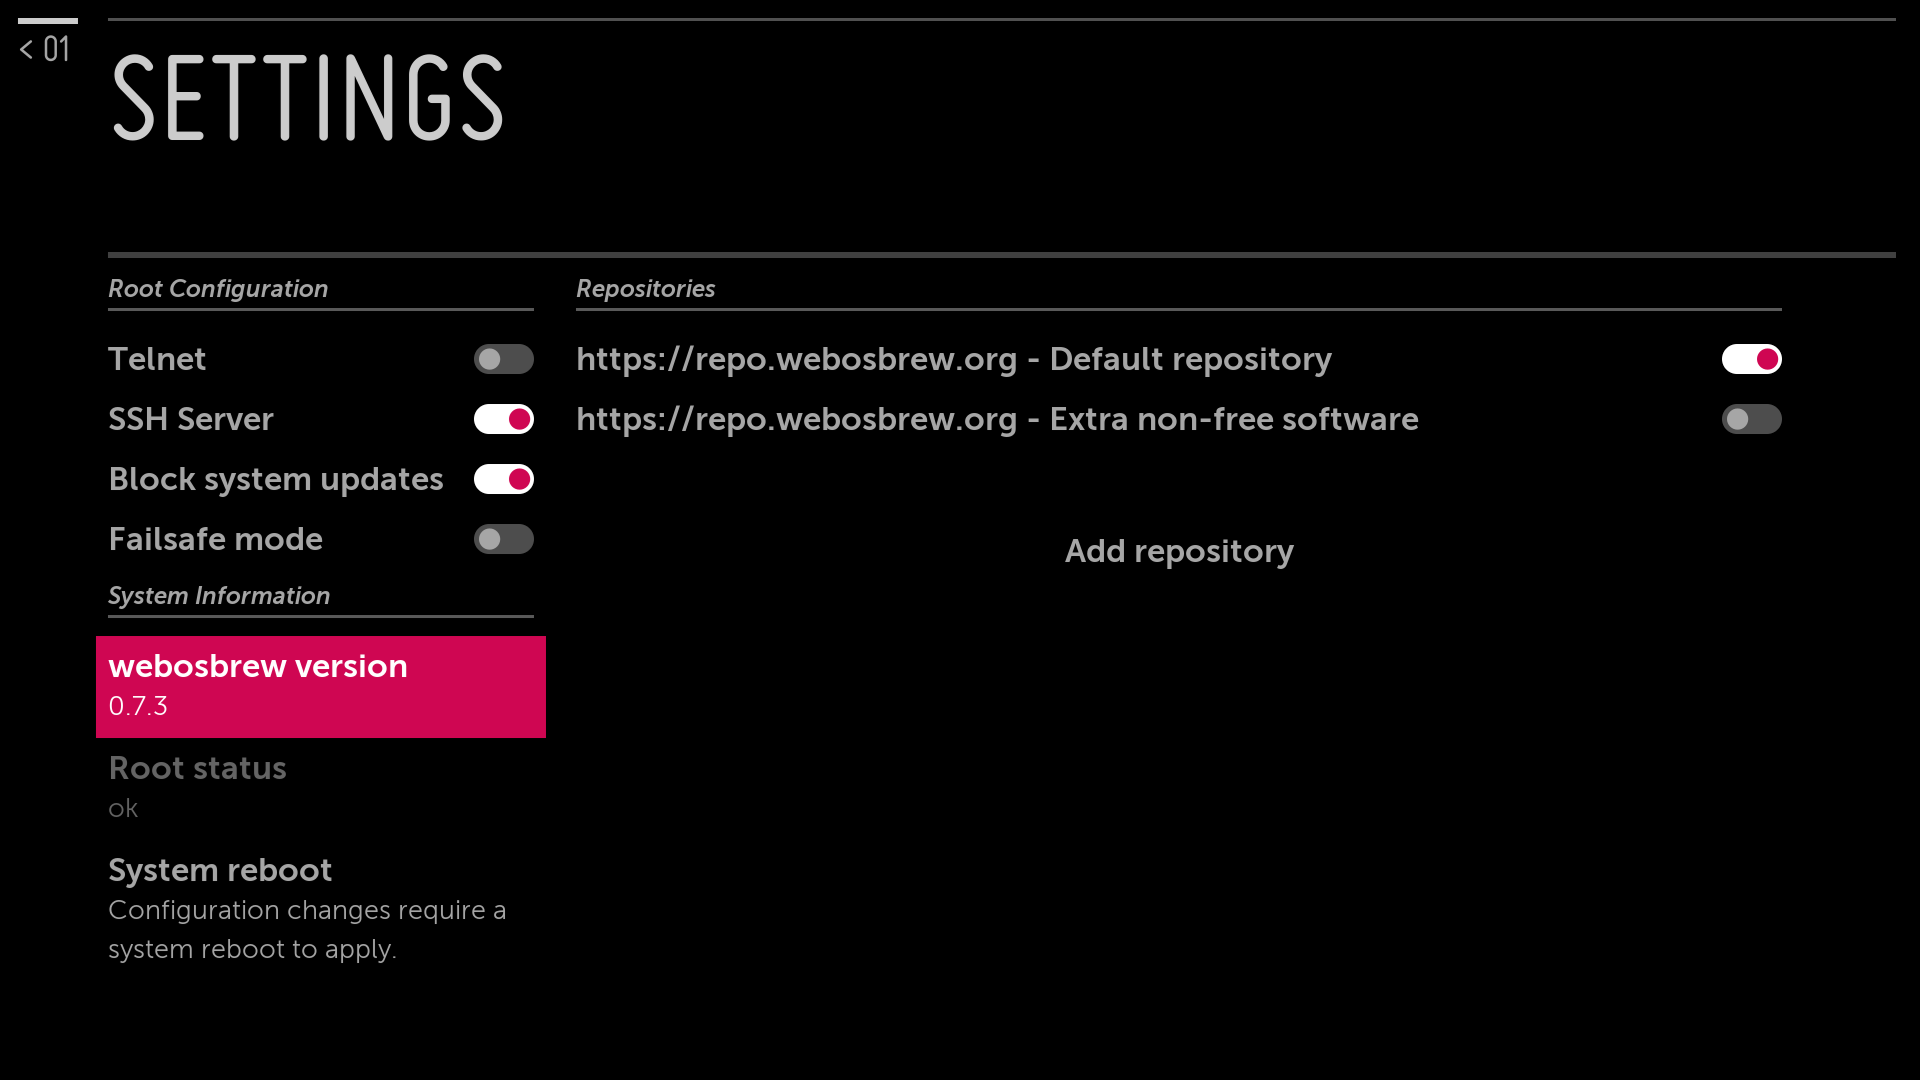 < 01
SETTINGS
Root Configuration
Telnet
SSH Server
Block system updates
Failsafe mode
System Information
webosbrew version
0.7.3
Root status
ok
System reboot
Configuration changes require a
system reboot to apply.
Repositories
https://repo.webosbrew.org - Default repository
https://repo.webosbrew.org - Extra non-free software
Add repository